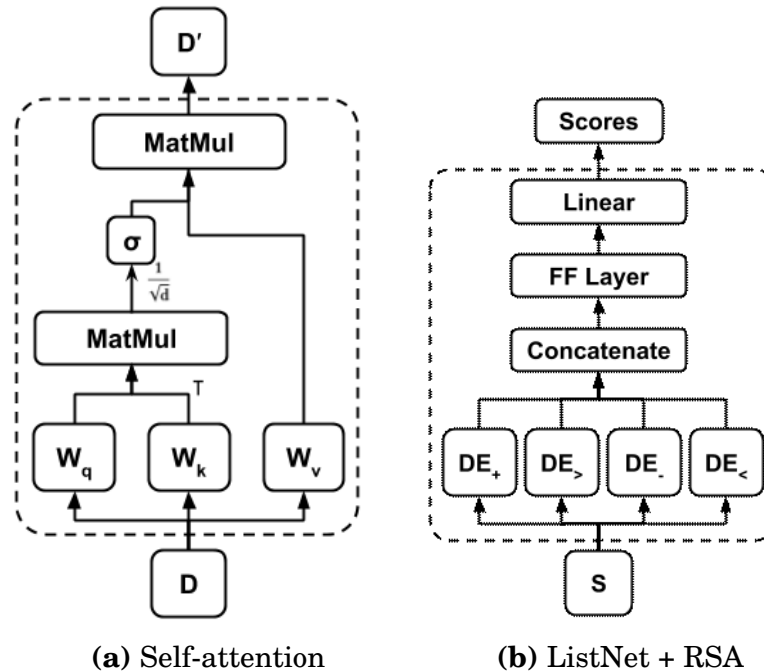 D′
MatMul
σ
1/√d
MatMul
T
W_q W_k W_v
D
(a) Self-attention
Scores
Linear
FF Layer
Concatenate
DE_+ DE_> DE_- DE_<
S
(b) ListNet + RSA